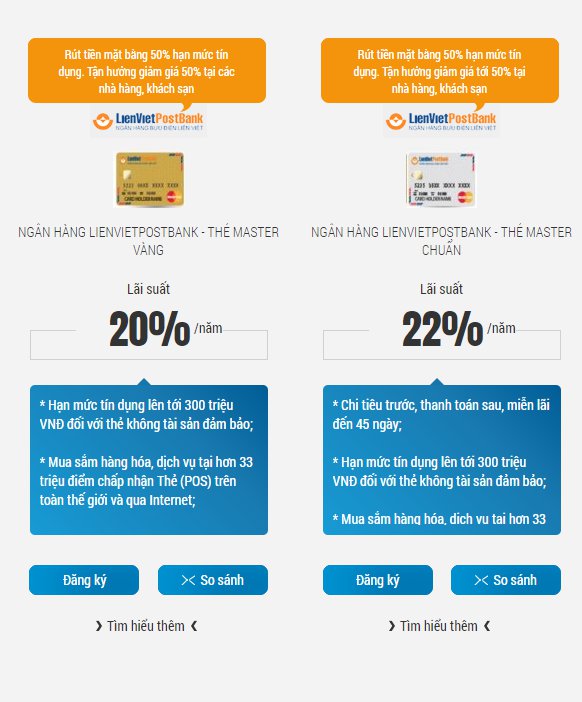 Rút tiền mặt bằng 50% hạn mức tín
dụng. Tận hưởng giảm giá 50% tại các
nhà hàng, khách sạn
LienVietPostBank
NGÂN HÀNG BƯU ĐIỆN LIÊN VIỆT
NGÂN HÀNG LIENVIETPOSTBANK - THẺ MASTER
VÀNG
Lãi suất
20% /năm
* Hạn mức tín dụng lên tới 300 triệu
VNĐ đối với thẻ không tài sản đảm bảo;
* Mua sắm hàng hóa, dịch vụ tại hơn 33
triệu điểm chấp nhận Thẻ (POS) trên
toàn thế giới và qua Internet;
Đăng ký
So sánh
Tìm hiểu thêm
Rút tiền mặt bằng 50% hạn mức tín
dụng. Tận hưởng giảm giá tới 50% tại
nhà hàng, khách sạn
LienVietPostBank
NGÂN HÀNG BƯU ĐIỆN LIÊN VIỆT
NGÂN HÀNG LIENVIETPOSTBANK - THẺ MASTER
CHUẨN
Lãi suất
22% /năm
* Chi tiêu trước, thanh toán sau, miễn lãi
đến 45 ngày;
* Hạn mức tín dụng lên tới 300 triệu
VNĐ đối với thẻ không tài sản đảm bảo;
* Mua sắm hàng hóa, dịch vụ tại hơn 33
Đăng ký
So sánh
Tìm hiểu thêm